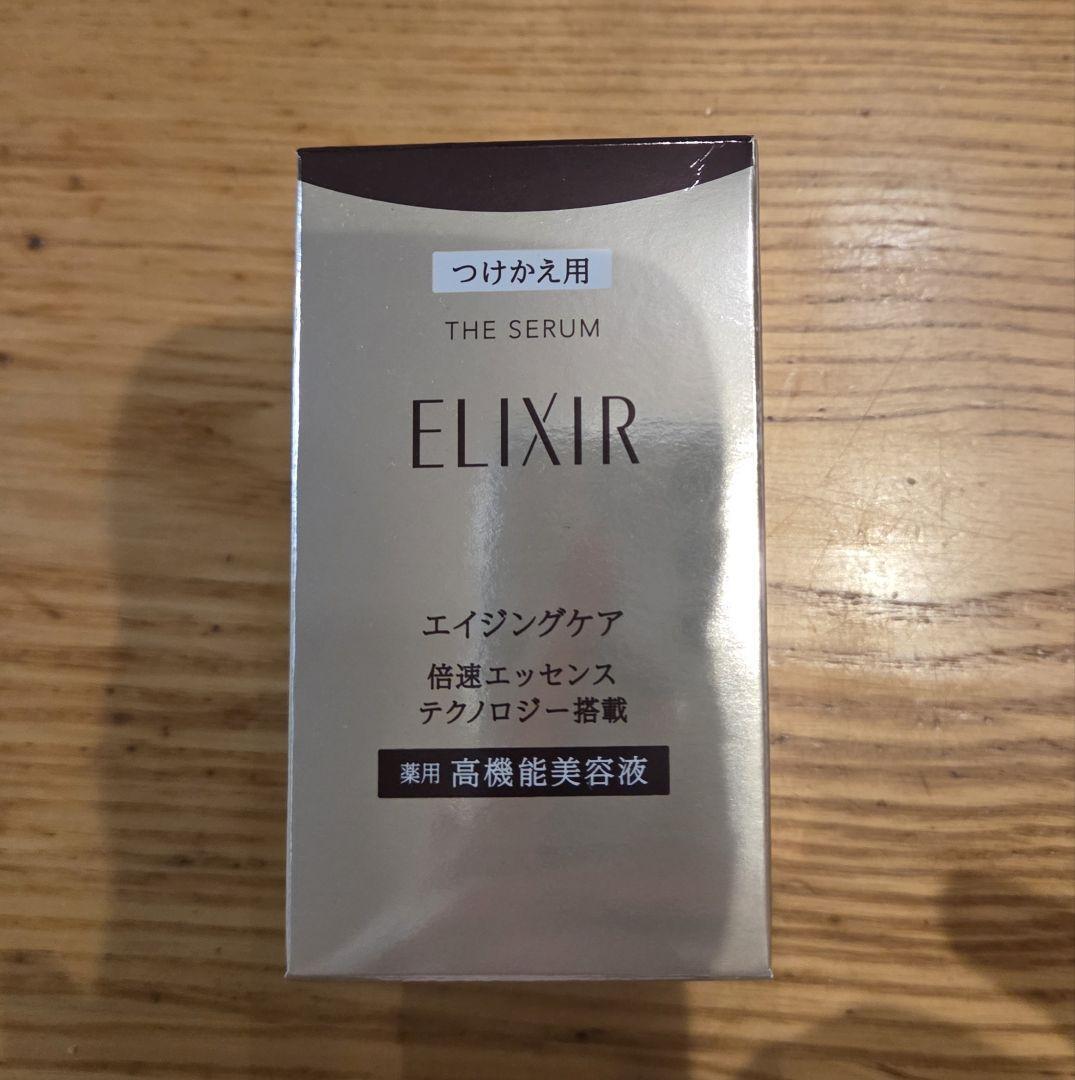 つけかえ用
THE SERUM
ELIXIR
エイジングケア
倍速エッセンス
テクノロジー搭載
薬用 高機能美容液